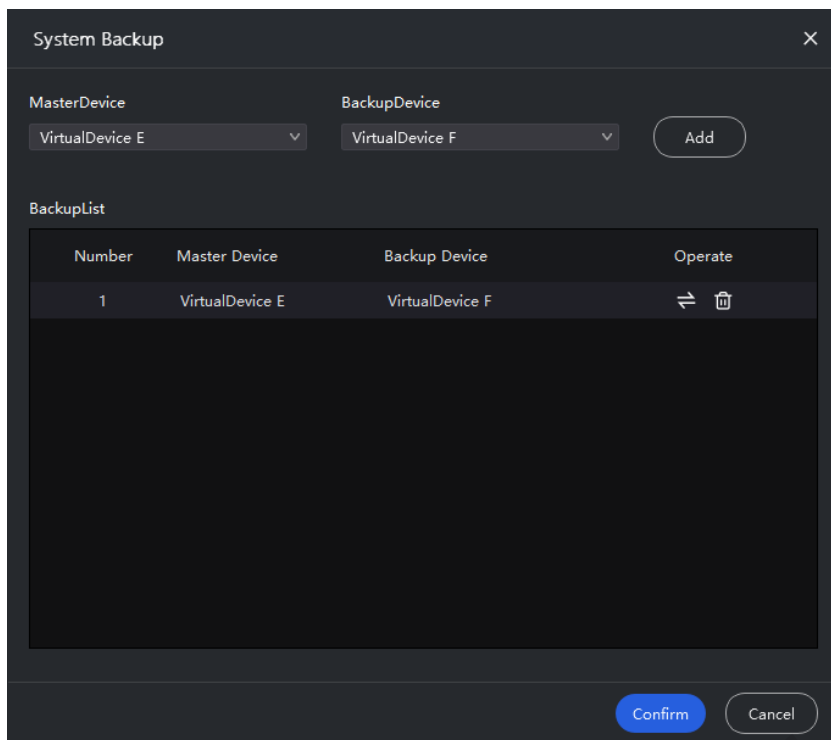 System Backup
MasterDevice BackupDevice
VirtualDevice E VirtualDevice F Add
BackupList
Number Master Device Backup Device Operate
1 VirtualDevice E VirtualDevice F
Confirm Cancel